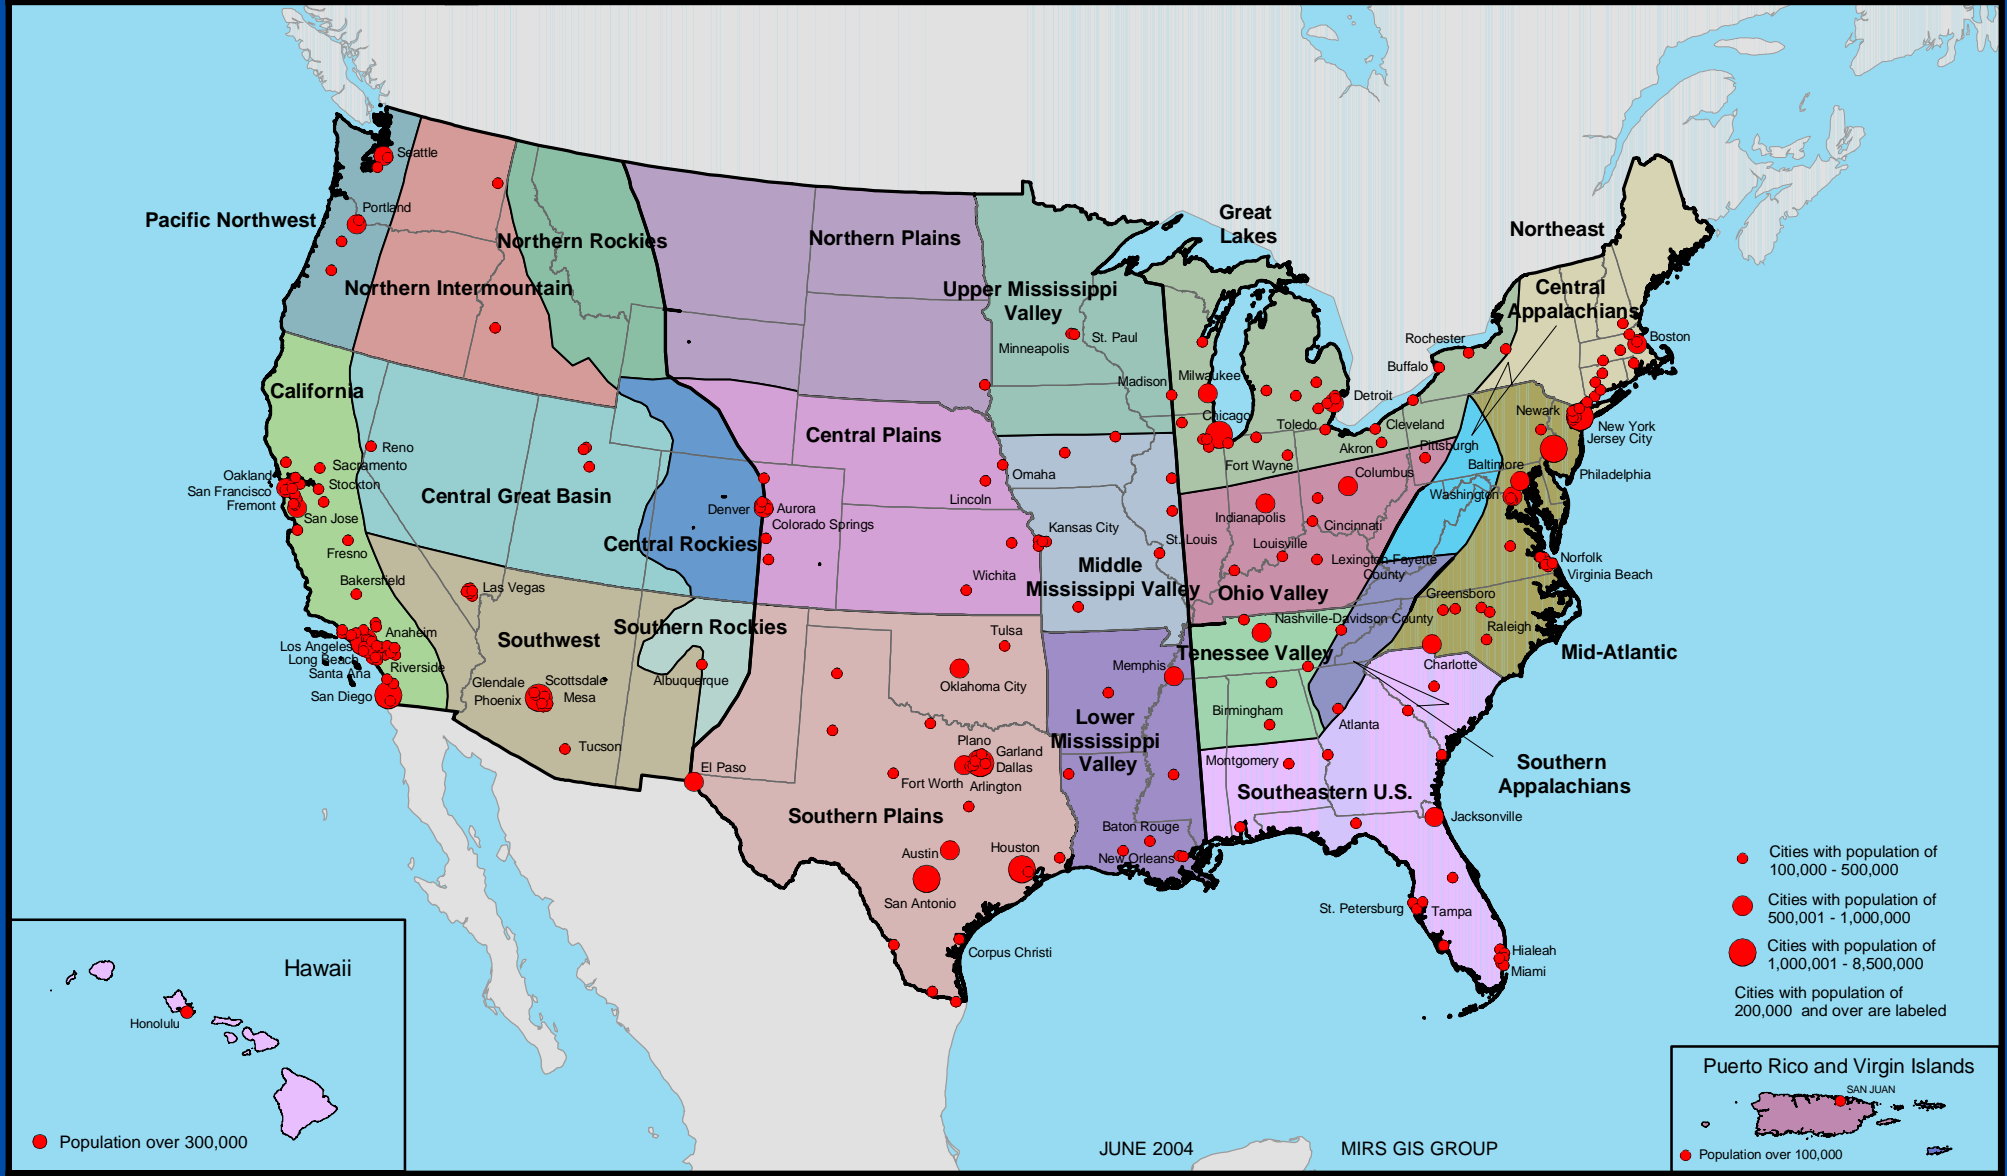 Seattle
Portland
Pacific Northwest
Northern Rockies
Northern Intermountain
Northern Plains
Upper Mississippi
Valley
Minneapolis
St. Paul
Great
Lakes
Northeast
Central
Appalachians
Rochester
Buffalo
Boston
Madison
Milwaukee
Chicago
Detroit
Toledo
Cleveland
Akron
Pittsburgh
Fort Wayne
Newark
New York
Jersey City
Philadelphia
Baltimore
Washington
California
Reno
Sacramento
Oakland
Stockton
San Francisco
Fremont
San Jose
Fresno
Bakersfield
Central Great Basin
Central Rockies
Denver
Aurora
Colorado Springs
Central Plains
Omaha
Lincoln
Kansas City
Wichita
Middle
Mississippi Valley
St. Louis
Indianapolis
Columbus
Cincinnati
Louisville
Lexington-Fayette
County
Ohio Valley
Norfolk
Virginia Beach
Greensboro
Raleigh
Charlotte
Mid-Atlantic
Las Vegas
Anaheim
Los Angeles
Long Beach
Santa Ana
Riverside
San Diego
Southwest
Southern Rockies
Albuquerque
Glendale
Scottsdale
Phoenix
Mesa
Tucson
El Paso
Tulsa
Oklahoma City
Plano
Garland
Dallas
Fort Worth
Arlington
Southern Plains
Austin
Houston
San Antonio
Corpus Christi
Memphis
Lower
Mississippi
Valley
Baton Rouge
New Orleans
Nashville-Davidson County
Tenessee Valley
Birmingham
Atlanta
Montgomery
Southeastern U.S.
Southern
Appalachians
Jacksonville
St. Petersburg
Tampa
Hialeah
Miami
Cities with population of
100,000 - 500,000
Cities with population of
500,001 - 1,000,000
Cities with population of
1,000,001 - 8,500,000
Cities with population of
200,000 and over are labeled
Hawaii
Honolulu
Population over 300,000
JUNE 2004
MIRS GIS GROUP
Puerto Rico and Virgin Islands
SAN JUAN
Population over 100,000